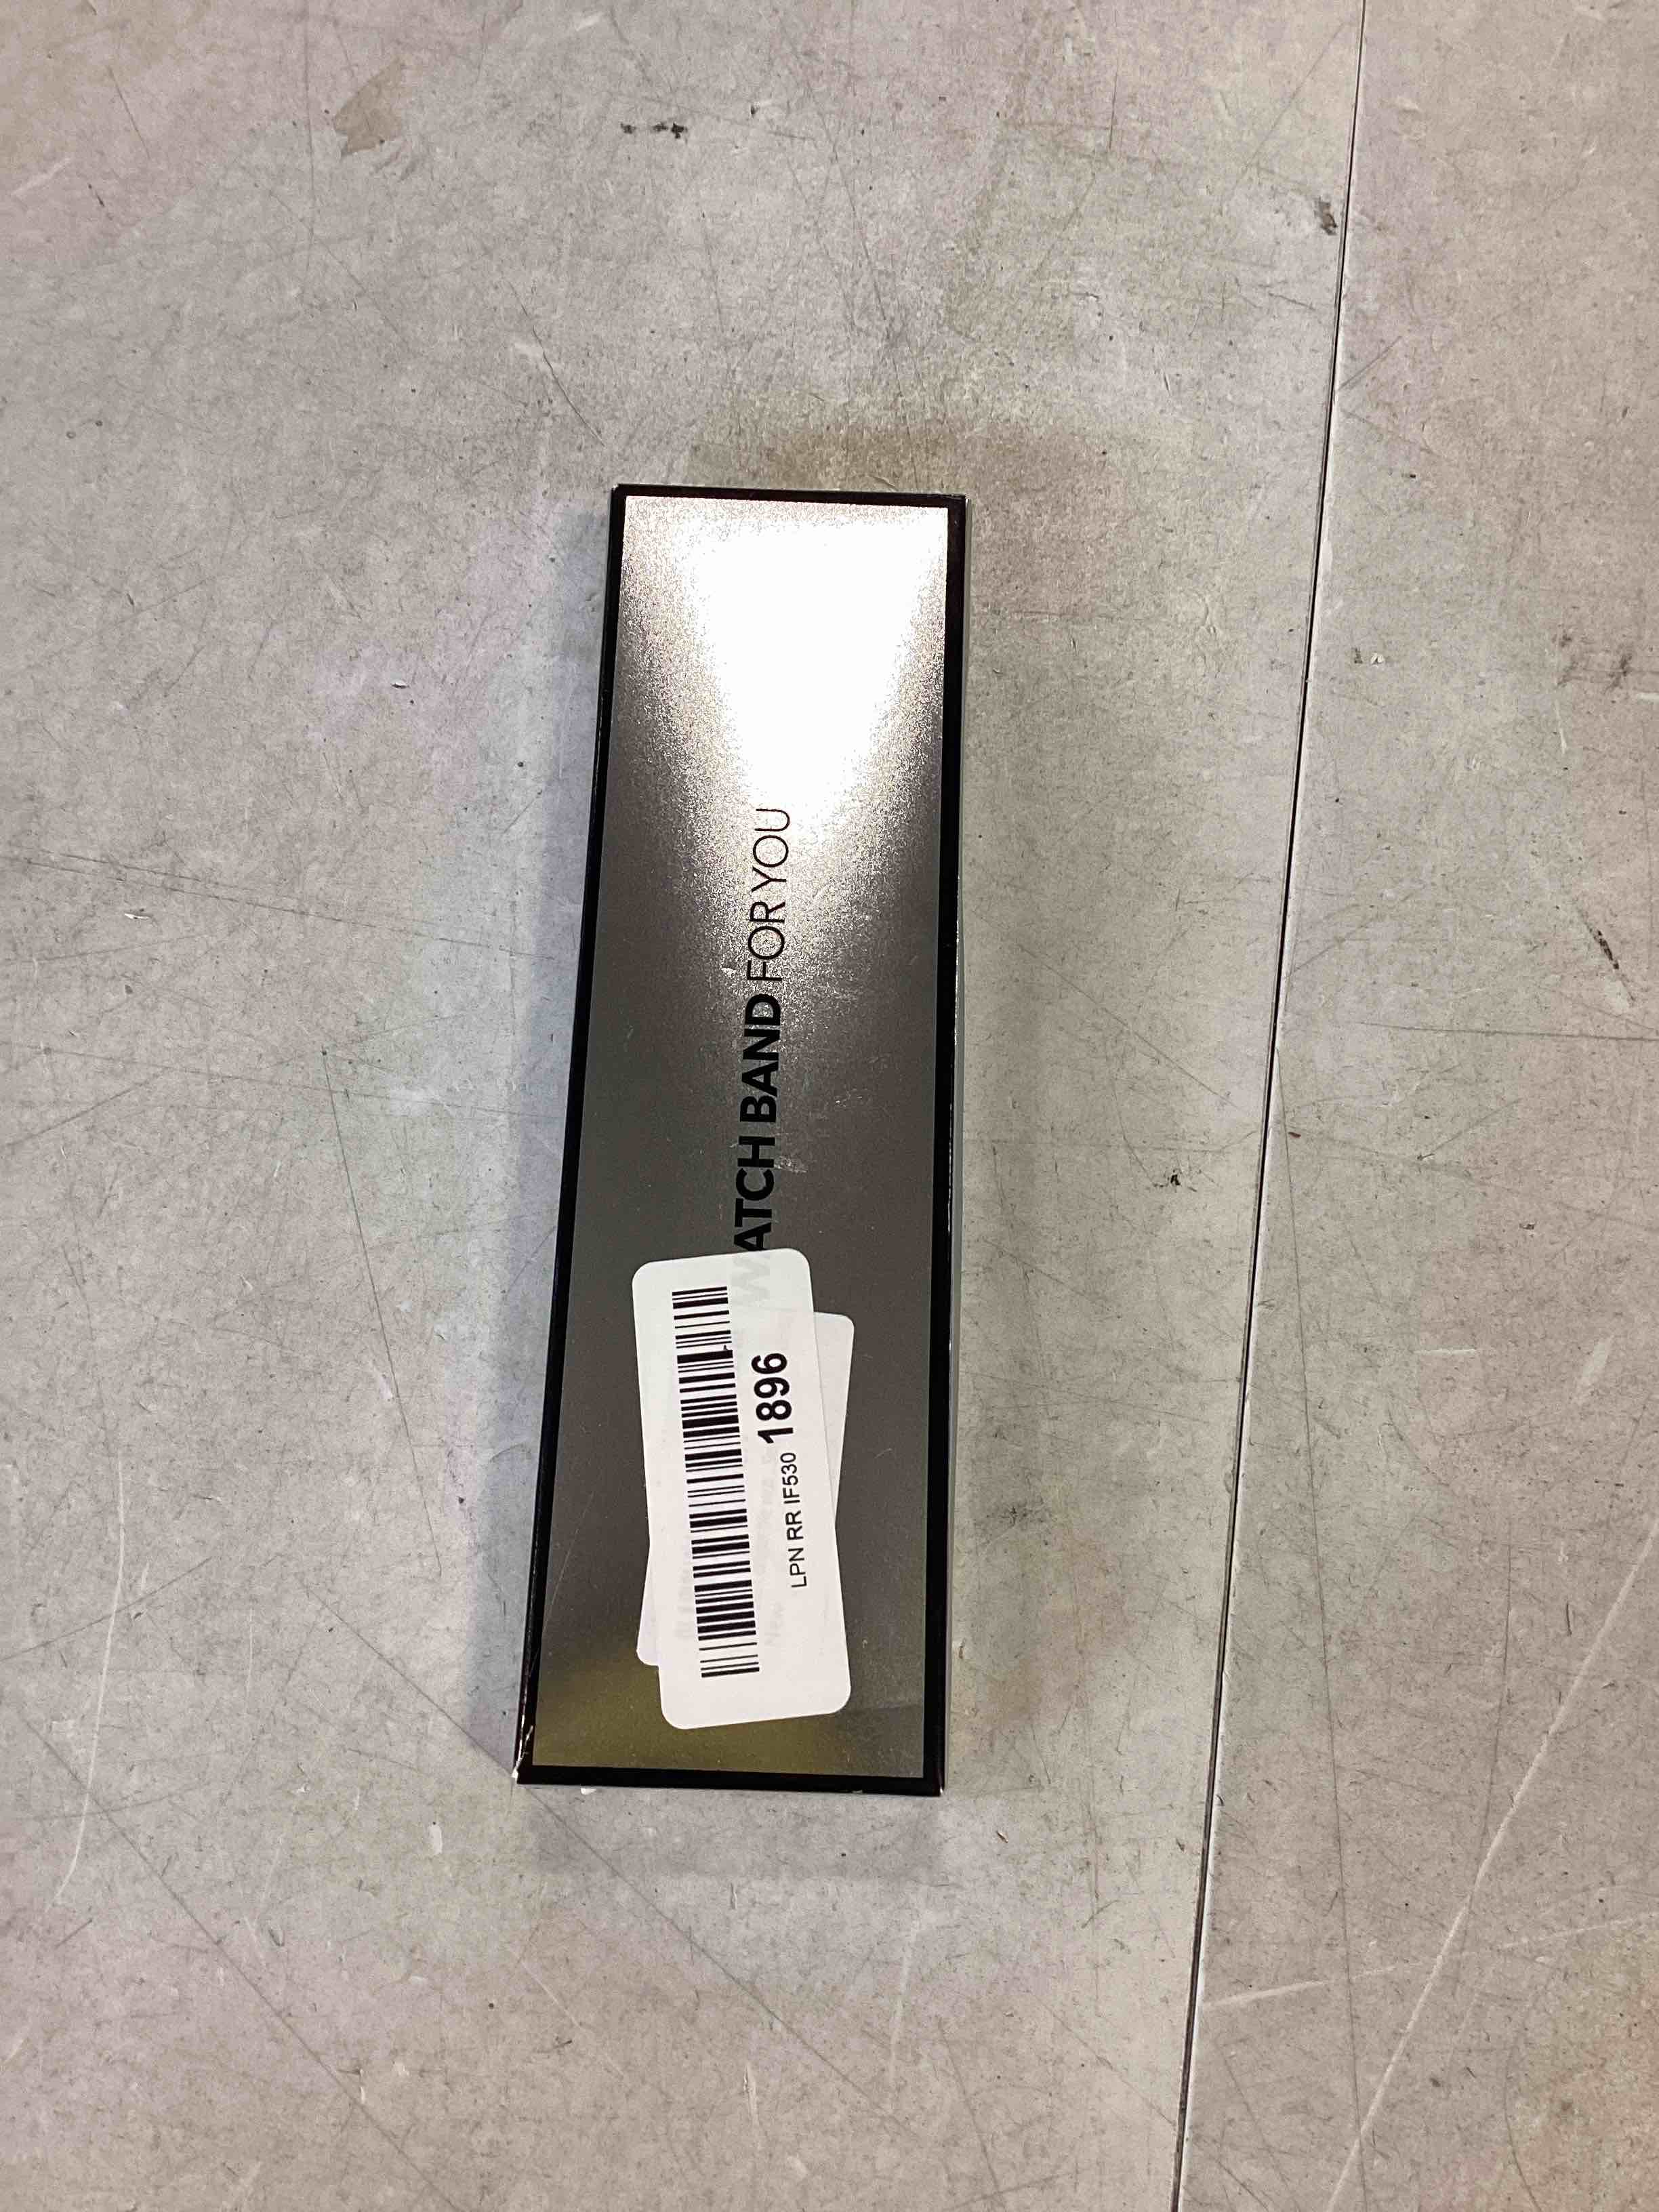 WATCH BAND FOR YOU
LPN RR IF530 1896